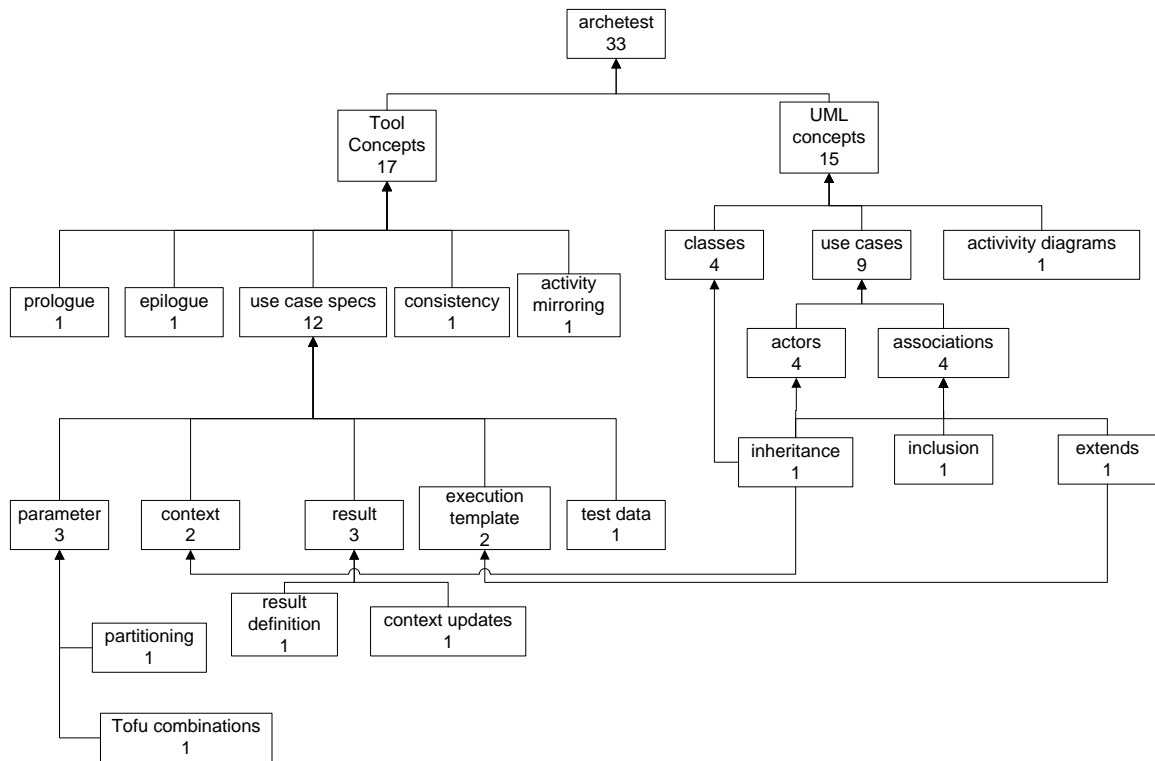 archetest
33
Tool
Concepts
17
UML
concepts
15
classes
4
use cases
9
activivity diagrams
1
prologue
1
epilogue
1
use case specs
12
consistency
1
activity
mirroring
1
actors
4
associations
4
inheritance
1
inclusion
1
extends
1
parameter
3
context
2
result
3
execution
template
2
test data
1
result
definition
1
context updates
1
partitioning
1
Tofu combinations
1